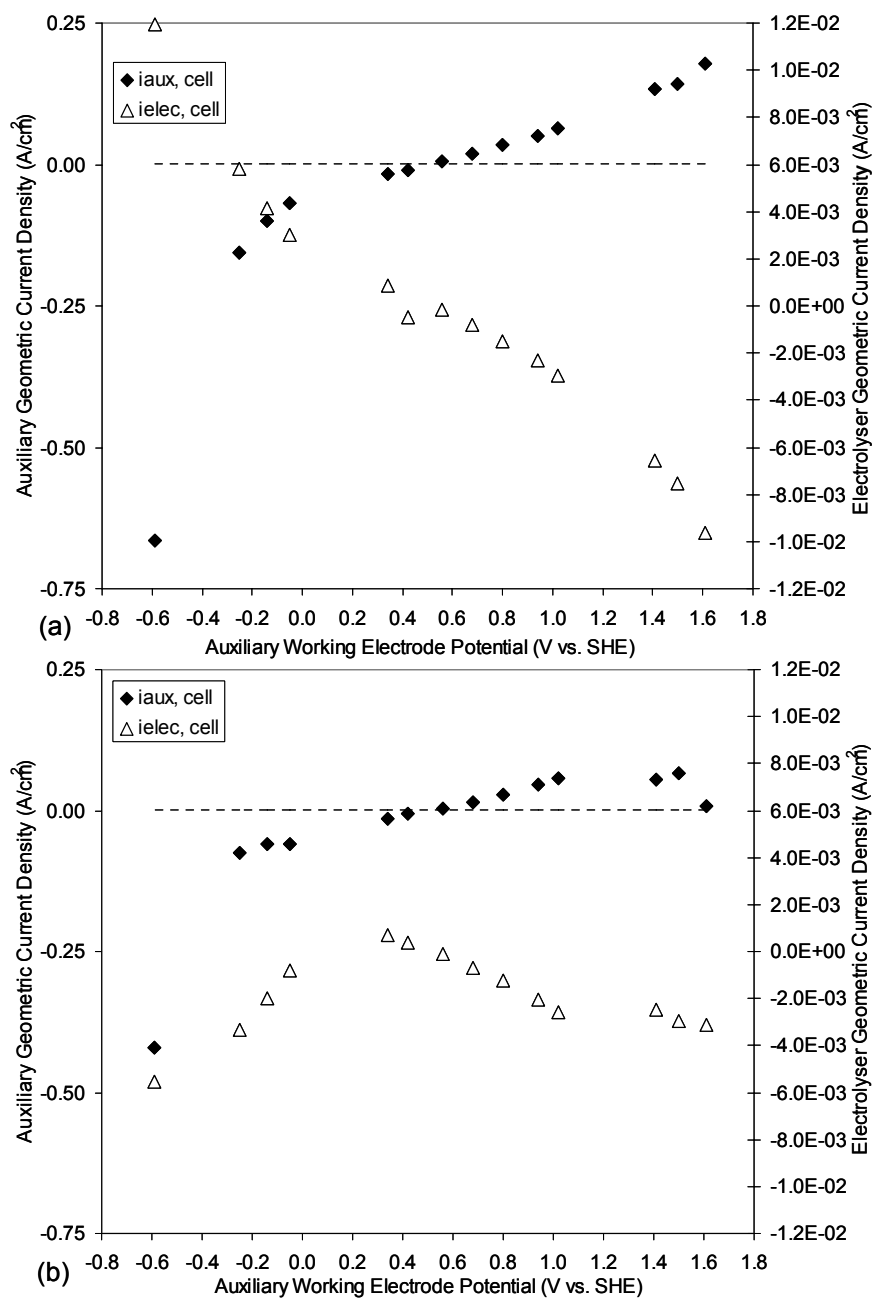 0.25
0.00
-0.25
-0.50
-0.75
Auxiliary Geometric Current Density (A/cm²)
iaux, cell
ielec, cell
1.2E-02
1.0E-02
8.0E-03
6.0E-03
4.0E-03
2.0E-03
0.0E+00
-2.0E-03
-4.0E-03
-6.0E-03
-8.0E-03
-1.0E-02
-1.2E-02
Electrolyser Geometric Current Density (A/cm²)
-0.8 -0.6 -0.4 -0.2 0.0 0.2 0.4 0.6 0.8 1.0 1.2 1.4 1.6 1.8
(a)
Auxiliary Working Electrode Potential (V vs. SHE)
0.25
0.00
-0.25
-0.50
-0.75
Auxiliary Geometric Current Density (A/cm²)
iaux, cell
ielec, cell
1.2E-02
1.0E-02
8.0E-03
6.0E-03
4.0E-03
2.0E-03
0.0E+00
-2.0E-03
-4.0E-03
-6.0E-03
-8.0E-03
-1.0E-02
-1.2E-02
Electrolyser Geometric Current Density (A/cm²)
-0.8 -0.6 -0.4 -0.2 0.0 0.2 0.4 0.6 0.8 1.0 1.2 1.4 1.6 1.8
(b)
Auxiliary Working Electrode Potential (V vs. SHE)